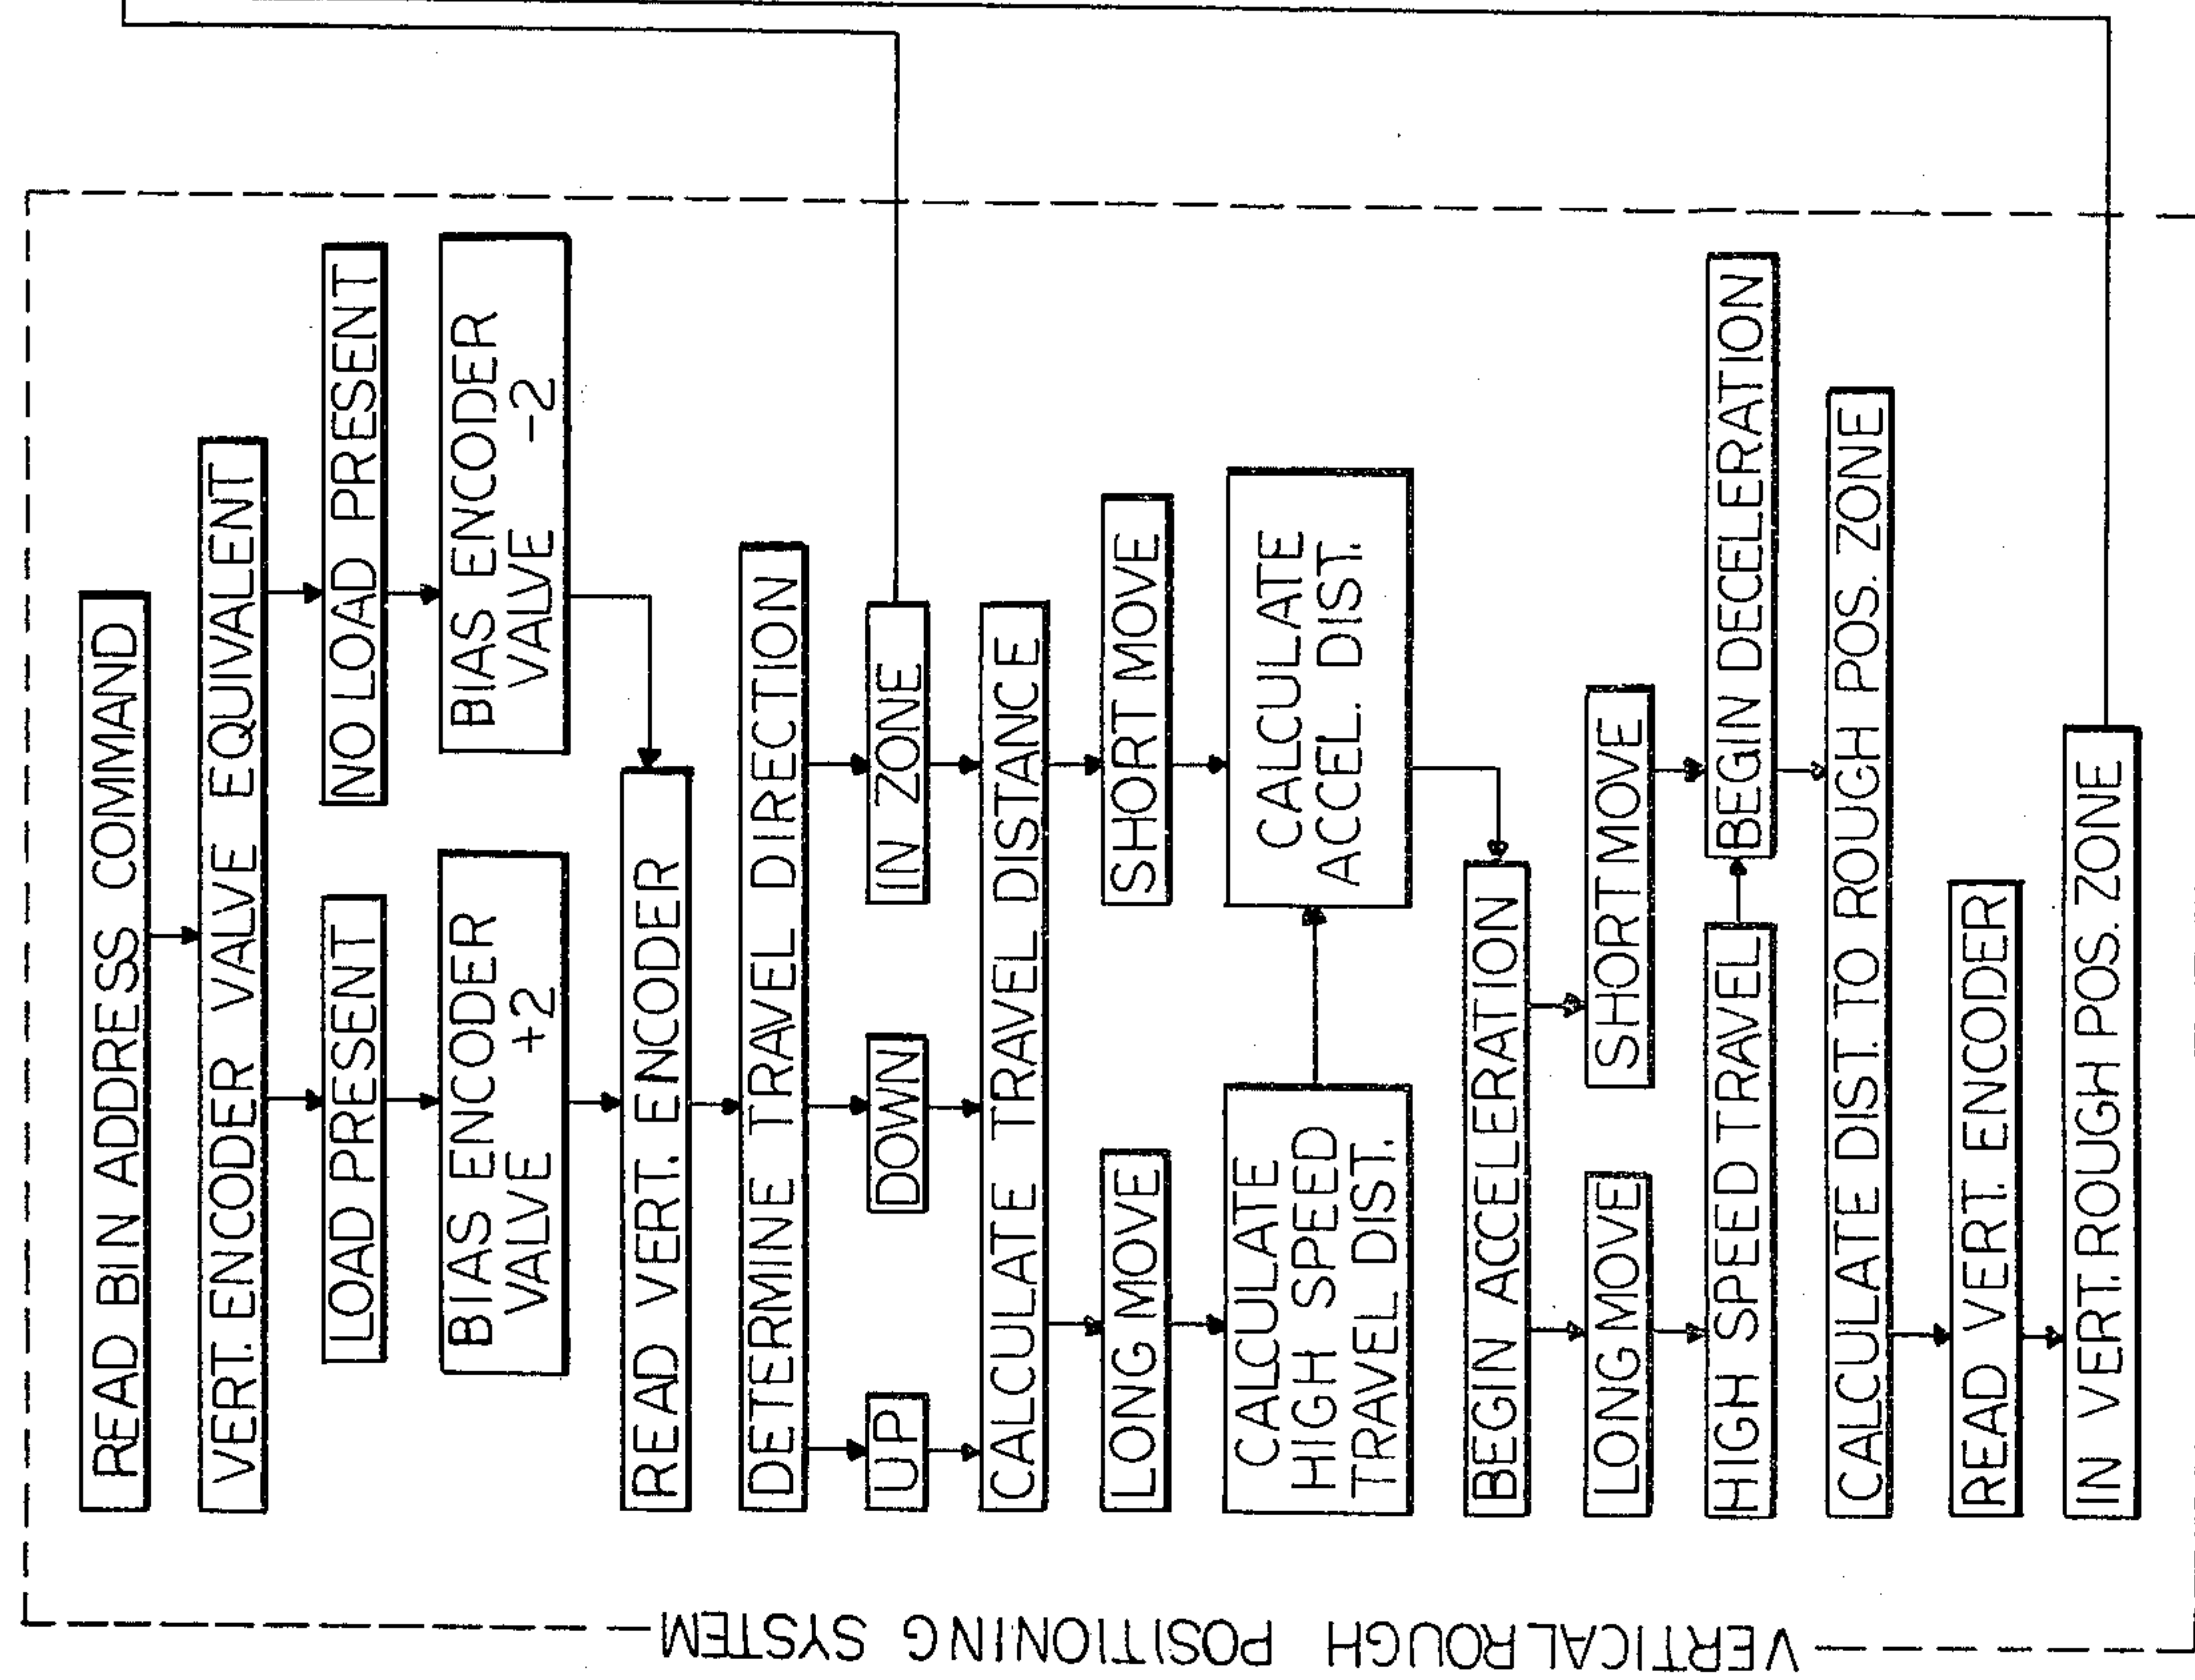 READ BIN ADDRESS COMMAND
VERT. ENCODER VALVE EQUIVALENT
LOAD PRESENT
NO LOAD PRESENT
BIAS ENCODER
VALVE +2
BIAS ENCODER
VALVE -2
READ VERT. ENCODER
DETERMINE TRAVEL DIRECTION
UP
DOWN
IN ZONE
CALCULATE TRAVEL DISTANCE
LONG MOVE
SHORT MOVE
CALCULATE
HIGH SPEED
TRAVEL DIST.
CALCULATE
ACCEL. DIST.
BEGIN ACCELERATION
LONG MOVE
SHORT MOVE
HIGH SPEED TRAVEL
BEGIN DECELERATION
CALCULATE DIST. TO ROUGH POS. ZONE
READ VERT. ENCODER
IN VERT. ROUGH POS. ZONE
VERTICAL ROUGH POSITIONING SYSTEM